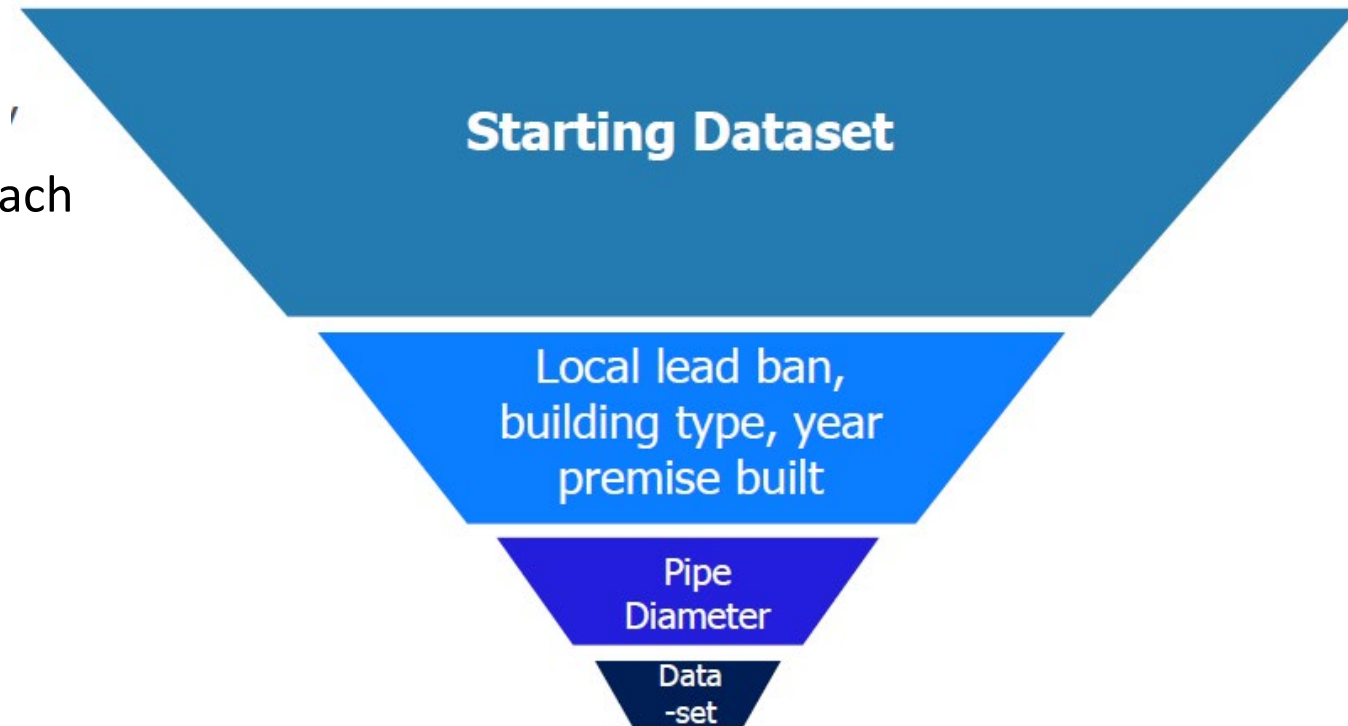 Starting Dataset
ach
Local lead ban,
building type, year
premise built
Pipe
Diameter
Data
-set